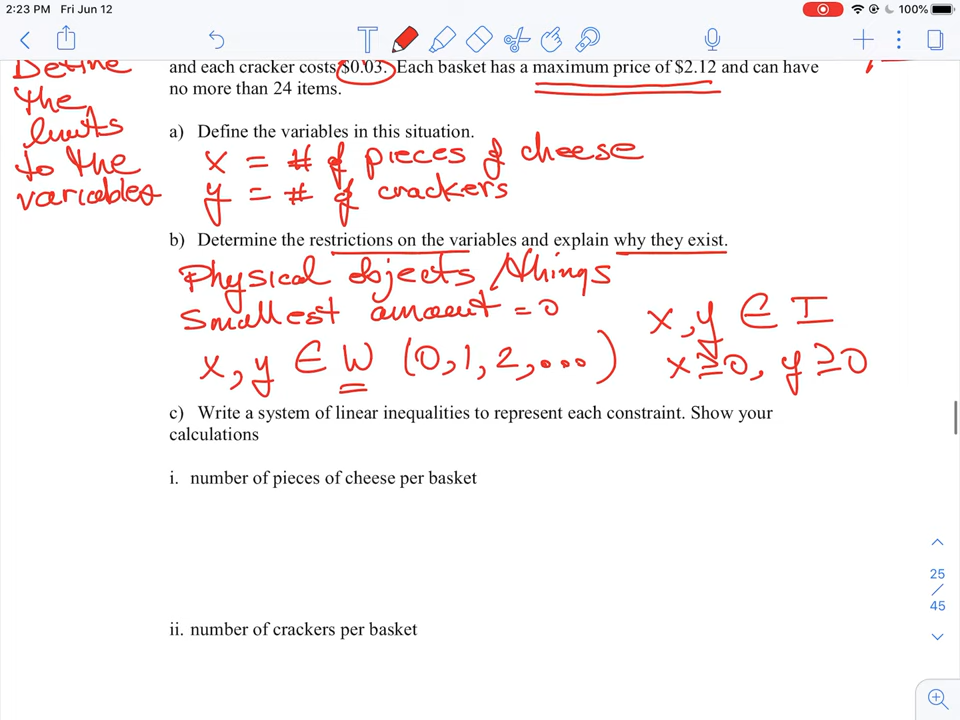 2:23 PM Fri Jun 12
100%
Define
the
limits
to the
variables
and each cracker costs $0.03. Each basket has a maximum price of $2.12 and can have
no more than 24 items.
a) Define the variables in this situation.
x = # of pieces of cheese
y = # of crackers
b) Determine the restrictions on the variables and explain why they exist.
Physical objects/things
Smallest amount = 0
x, y ∈ I
x, y ∈ W (0, 1, 2, ....)
x ≥ 0, y ≥ 0
c) Write a system of linear inequalities to represent each constraint. Show your
calculations
i. number of pieces of cheese per basket
ii. number of crackers per basket
25
/
45